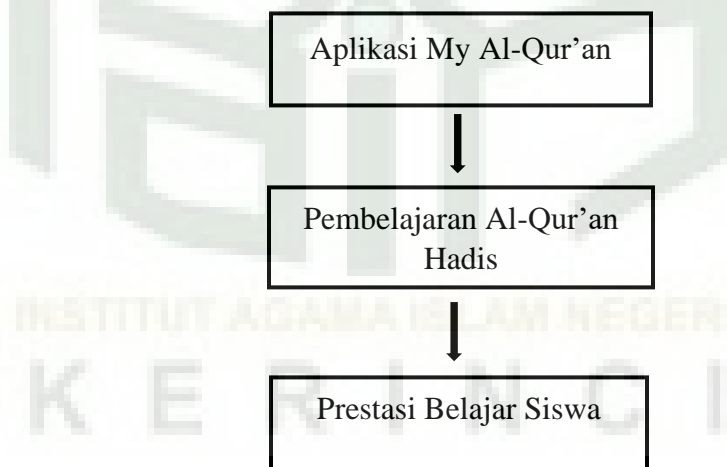 Aplikasi My Al-Qur’an
Pembelajaran Al-Qur’an
Hadis
INSTITUT AGAMA ISLAM NEGERI
K E R I N C I
Prestasi Belajar Siswa